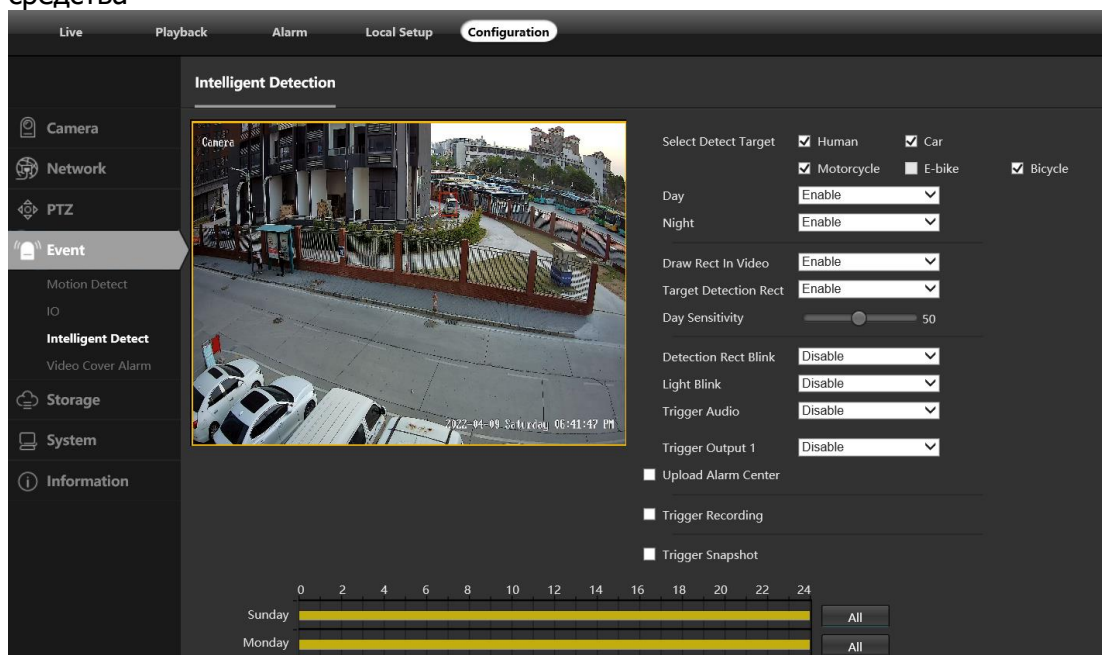 средства
Live Playback Alarm Local Setup Configuration
Intelligent Detection
Camera
Network
PTZ
Event
Motion Detect
IO
Intelligent Detect
Video Cover Alarm
Storage
System
Information
Camera
2022-04-09 Saturday 06:41:47 PM
Select Detect Target Human Car
Motorcycle E-bike Bicycle
Day Enable
Night Enable
Draw Rect In Video Enable
Target Detection Rect Enable
Day Sensitivity 50
Detection Rect Blink Disable
Light Blink Disable
Trigger Audio Disable
Trigger Output 1 Disable
Upload Alarm Center
Trigger Recording
Trigger Snapshot
0 2 4 6 8 10 12 14 16 18 20 22 24
Sunday All
Monday All